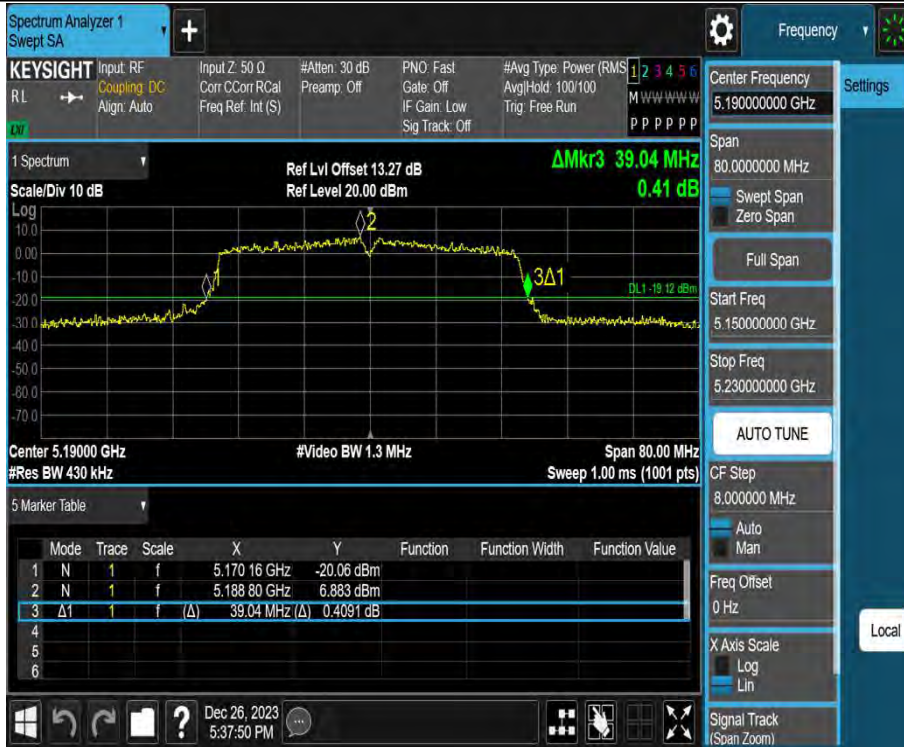 Spectrum Analyzer 1
Swept SA
+
Frequency
KEYSIGHT
RL
LXI
Input: RF
Coupling: DC
Align: Auto
Input Z: 50 Ω
Corr CCorr RCal
Freq Ref: Int (S)
#Atten: 30 dB
Preamp: Off
PNO: Fast
Gate: Off
IF Gain: Low
Sig Track: Off
#Avg Type: Power (RMS
Avg|Hold: 100/100
Trig: Free Run
1 2 3 4 5 6
M W W W W W
P P P P P P
1 Spectrum
Scale/Div 10 dB
Ref Lvl Offset 13.27 dB
Ref Level 20.00 dBm
ΔMkr3 39.04 MHz
0.41 dB
Log
10.0
0.00
-10.0
-20.0
-30.0
-40.0
-50.0
-60.0
-70.0
1
2
3Δ1
DL1 -19.12 dBm
Center 5.19000 GHz
#Video BW 1.3 MHz
Span 80.00 MHz
#Res BW 430 kHz
Sweep 1.00 ms (1001 pts)
5 Marker Table
Mode Trace Scale X Y Function Function Width Function Value
1 N 1 f 5.170 16 GHz -20.06 dBm
2 N 1 f 5.188 80 GHz 6.883 dBm
3 Δ1 1 f (Δ) 39.04 MHz (Δ) 0.4091 dB
4
5
6
?
Dec 26, 2023
5:37:50 PM
Center Frequency
5.190000000 GHz
Settings
Span
80.0000000 MHz
Swept Span
Zero Span
Full Span
Start Freq
5.150000000 GHz
Stop Freq
5.230000000 GHz
AUTO TUNE
CF Step
8.000000 MHz
Auto
Man
Freq Offset
0 Hz
X Axis Scale
Log
Lin
Local
Signal Track
(Span Zoom)